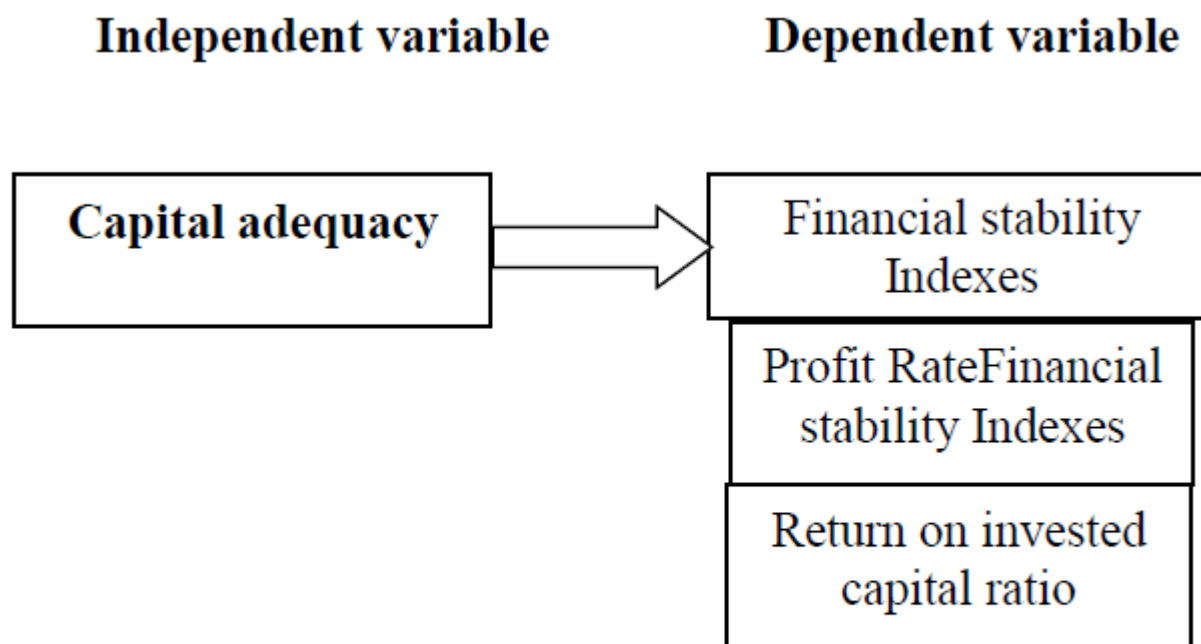 Independent variable
Dependent variable
Capital adequacy
Financial stability
Indexes
Profit RateFinancial
stability Indexes
Return on invested
capital ratio